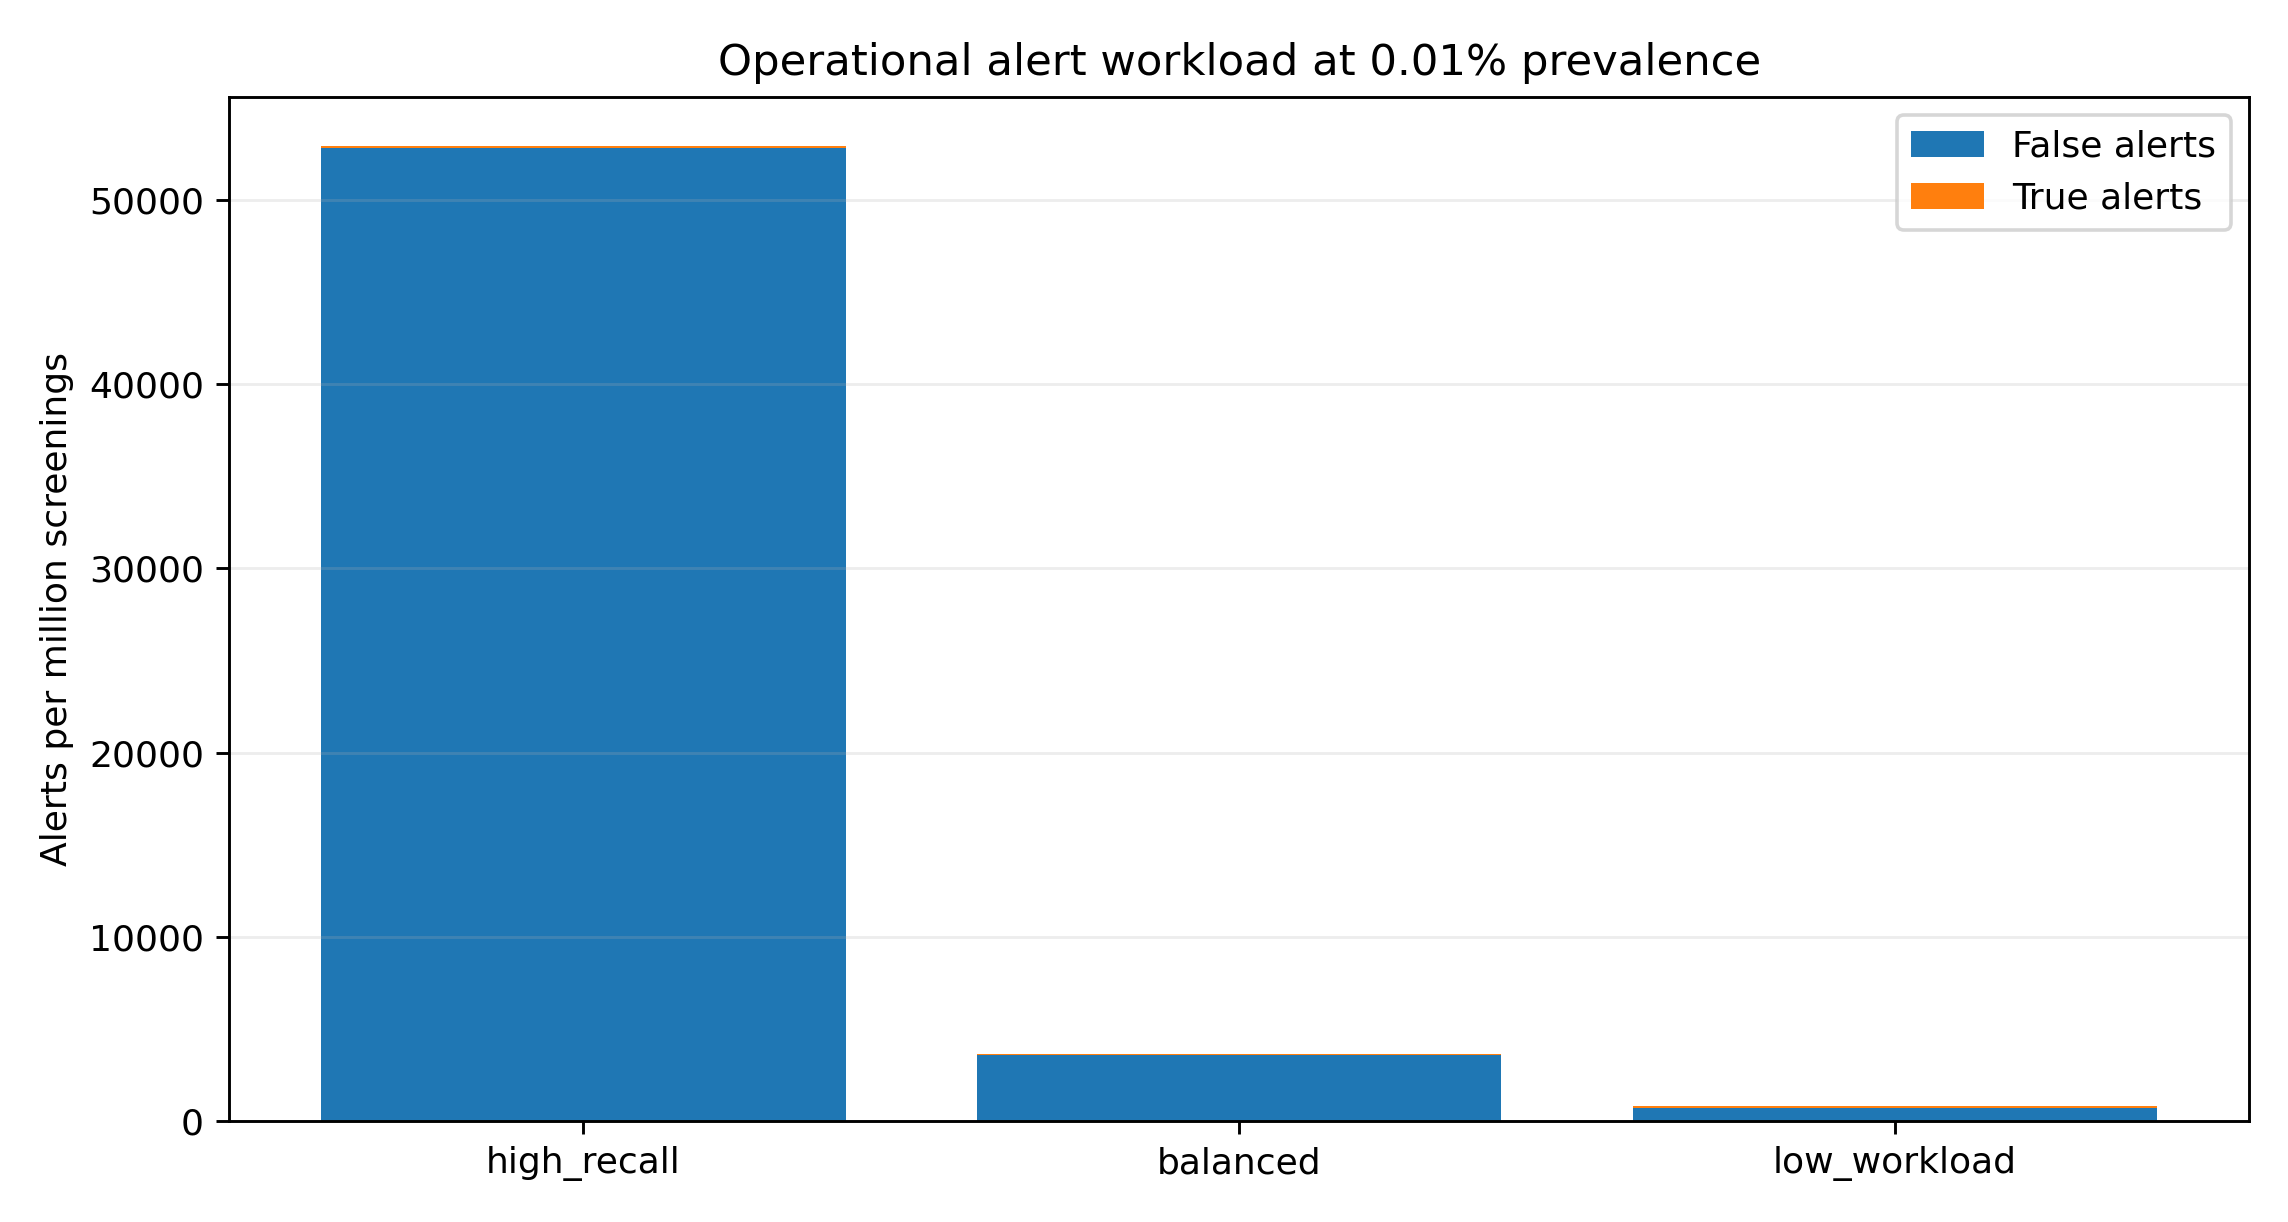 Operational alert workload at 0.01% prevalence
False alerts
True alerts
Alerts per million screenings
50000
40000
30000
20000
10000
0
high_recall
balanced
low_workload